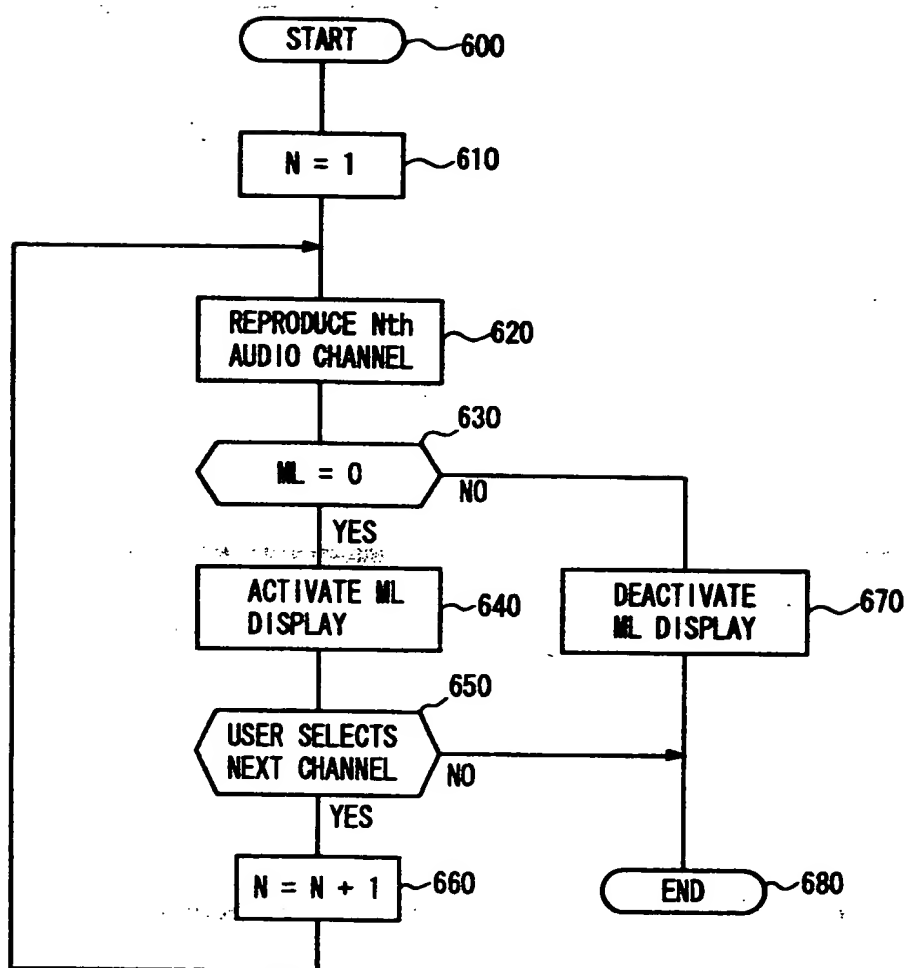 START
600
N = 1
610
REPRODUCE Nth
AUDIO CHANNEL
620
630
ML = 0
NO
YES
ACTIVATE ML
DISPLAY
640
DEACTIVATE
ML DISPLAY
670
650
USER SELECTS
NEXT CHANNEL
NO
YES
N = N + 1
660
END
680